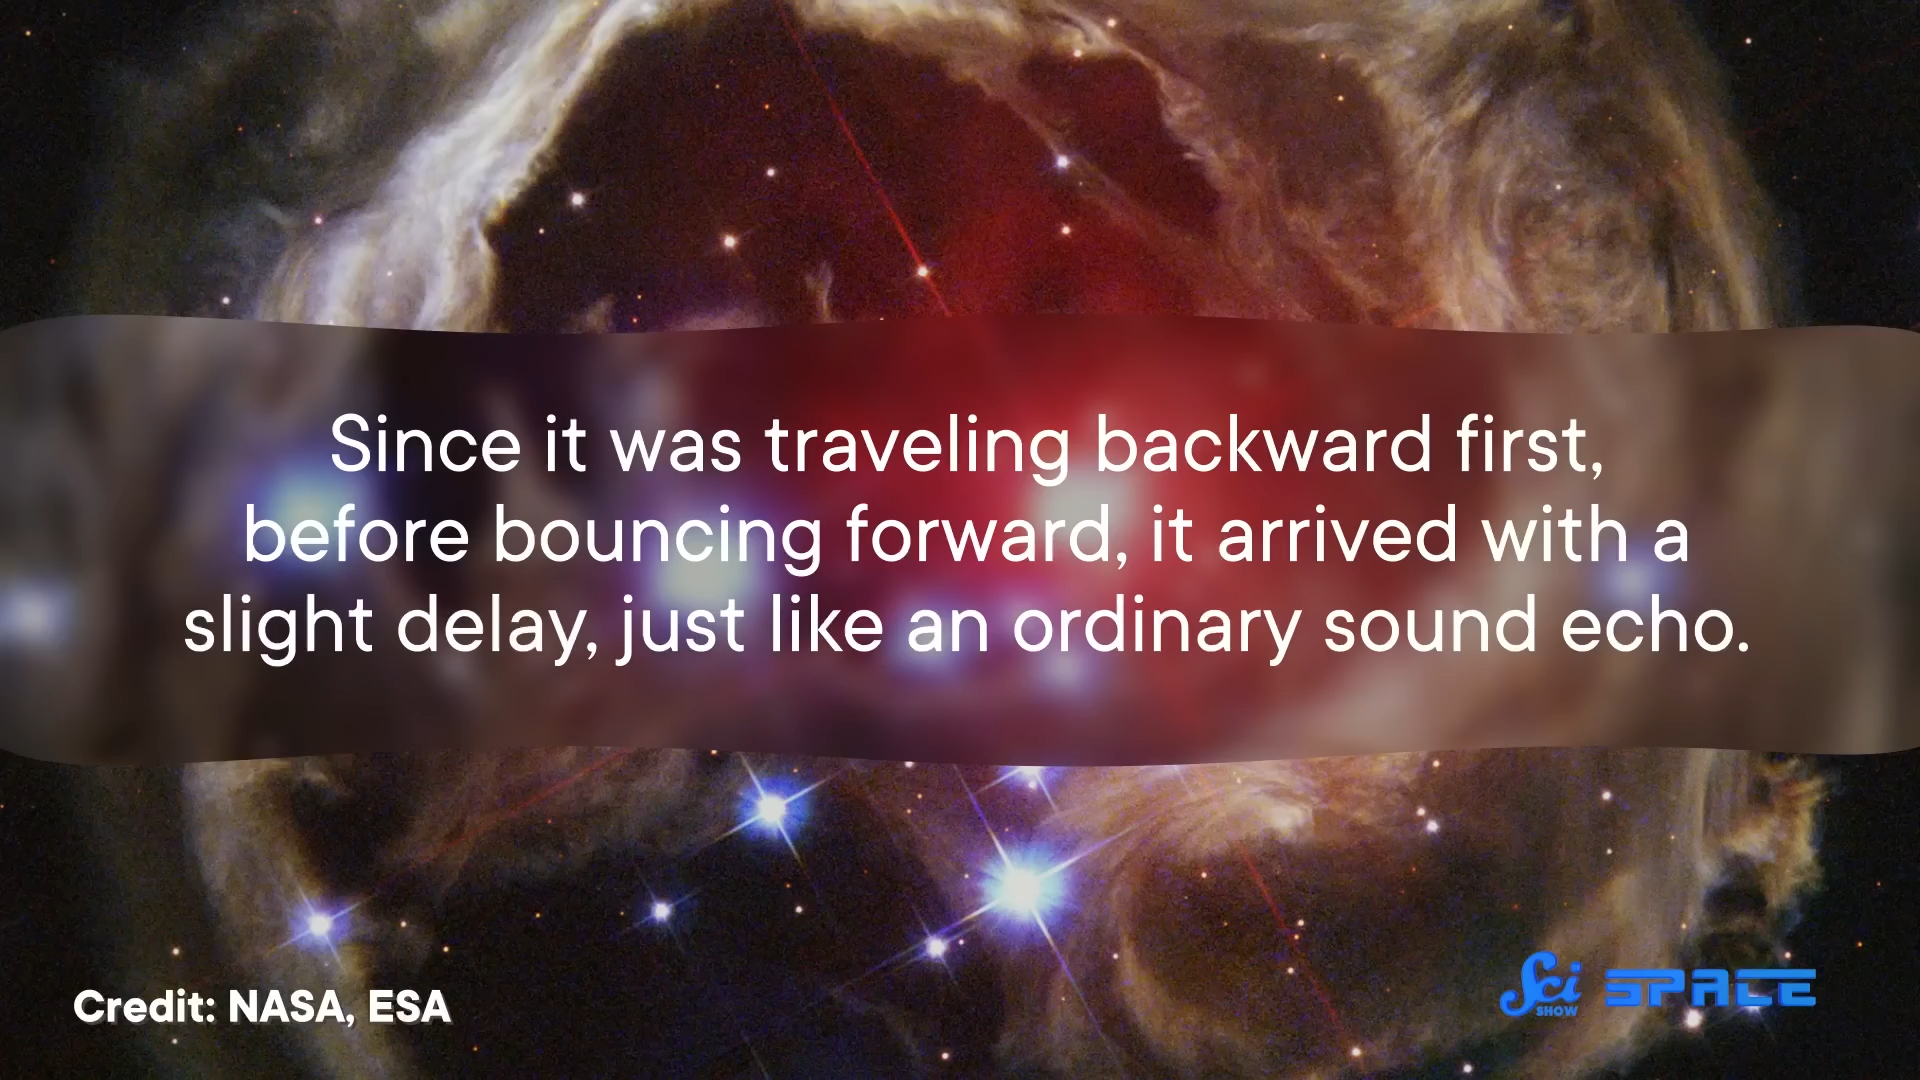 Since it was traveling backward first,
before bouncing forward, it arrived with a
slight delay, just like an ordinary sound echo.
Credit: NASA, ESA
Sci SHOW SPACE